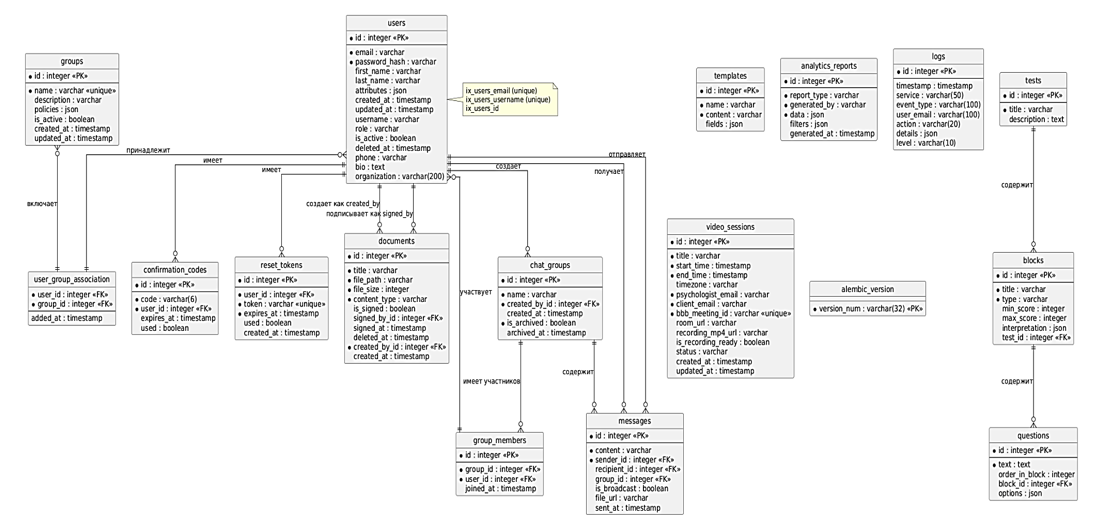 users
● id : integer «PK»
● email : varchar
● password_hash : varchar
first_name : varchar
last_name : varchar
attributes : json
created_at : timestamp
updated_at : timestamp
username : varchar
role : varchar
is_active : boolean
deleted_at : timestamp
phone : varchar
bio : text
organization : varchar(200)
ix_users_email (unique)
ix_users_username (unique)
ix_users_id
groups
● id : integer «PK»
● name : varchar «unique»
description : varchar
policies : json
is_active : boolean
created_at : timestamp
updated_at : timestamp
templates
● id : integer «PK»
● name : varchar
● content : varchar
fields : json
analytics_reports
● id : integer «PK»
● report_type : varchar
● generated_by : varchar
● data : json
filters : json
generated_at : timestamp
logs
● id : integer «PK»
timestamp : timestamp
service : varchar(50)
event_type : varchar(100)
user_email : varchar(100)
action : varchar(20)
details : json
level : varchar(10)
tests
● id : integer «PK»
● title : varchar
description : text
принадлежит
имеет
имеет
создает
отправляет
получает
включает
создает как created_by
подписывает как signed_by
содержит
user_group_association
● user_id : integer «FK»
● group_id : integer «FK»
added_at : timestamp
confirmation_codes
● id : integer «PK»
● code : varchar(6)
● user_id : integer «FK»
expires_at : timestamp
used : boolean
reset_tokens
● id : integer «PK»
● user_id : integer «FK»
● token : varchar «unique»
● expires_at : timestamp
used : boolean
created_at : timestamp
documents
● id : integer «PK»
● title : varchar
● file_path : varchar
● file_size : integer
● content_type : varchar
is_signed : boolean
signed_by_id : integer «FK»
signed_at : timestamp
deleted_at : timestamp
● created_by_id : integer «FK»
created_at : timestamp
участвует
chat_groups
● id : integer «PK»
● name : varchar
● created_by_id : integer «FK»
created_at : timestamp
● is_archived : boolean
archived_at : timestamp
video_sessions
● id : integer «PK»
● title : varchar
● start_time : timestamp
● end_time : timestamp
timezone : varchar
● psychologist_email : varchar
● client_email : varchar
● bbb_meeting_id : varchar «unique»
room_url : varchar
recording_mp4_url : varchar
is_recording_ready : boolean
status : varchar
created_at : timestamp
updated_at : timestamp
alembic_version
● version_num : varchar(32) «PK»
blocks
● id : integer «PK»
● title : varchar
● type : varchar
min_score : integer
max_score : integer
interpretation : json
● test_id : integer «FK»
имеет участников
содержит
содержит
group_members
● id : integer «PK»
● group_id : integer «FK»
● user_id : integer «FK»
joined_at : timestamp
messages
● id : integer «PK»
● content : varchar
● sender_id : integer «FK»
recipient_id : integer «FK»
group_id : integer «FK»
is_broadcast : boolean
file_url : varchar
sent_at : timestamp
questions
● id : integer «PK»
● text : text
order_in_block : integer
block_id : integer «FK»
options : json